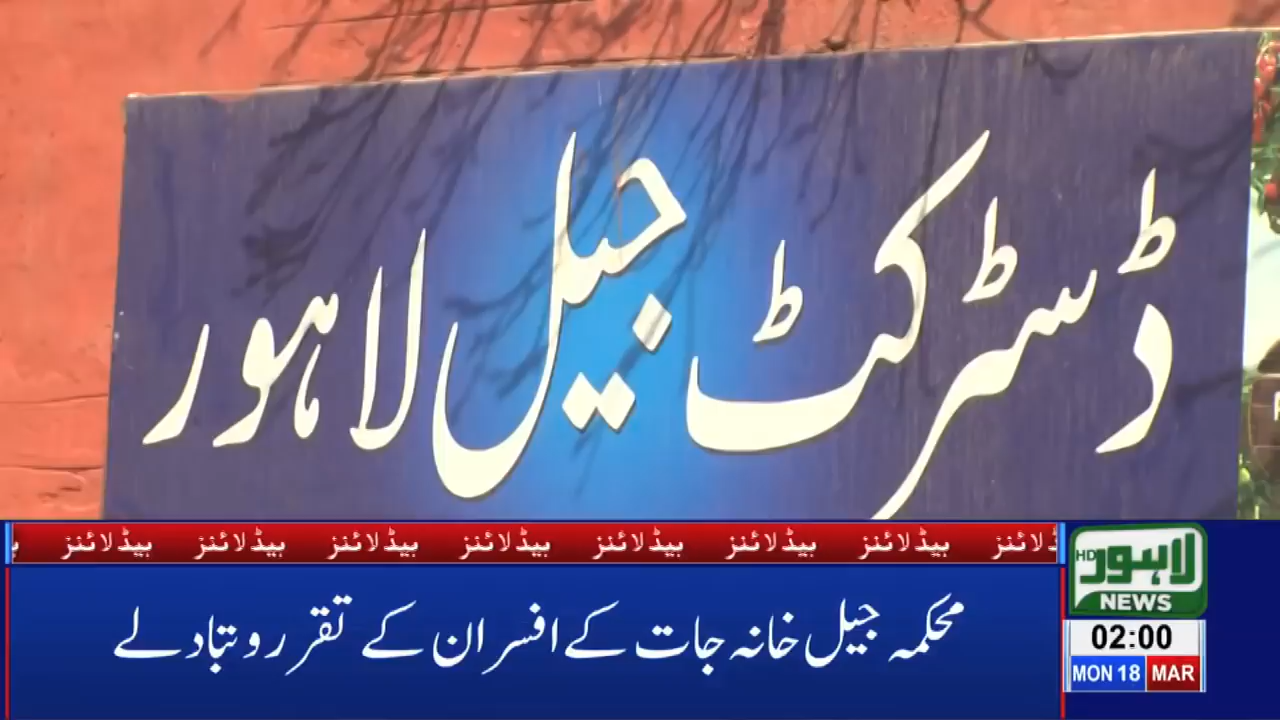 ڈسٹرکٹ جیل لاہور
ہیڈلائنز ہیڈلائنز ہیڈلائنز ہیڈلائنز ہیڈلائنز ہیڈلائنز ہیڈلائنز
محکمہ جیل خانہ جات کے افسران کے تقرر و تبادلے
لاہور HD
NEWS
02:00
MON 18 MAR